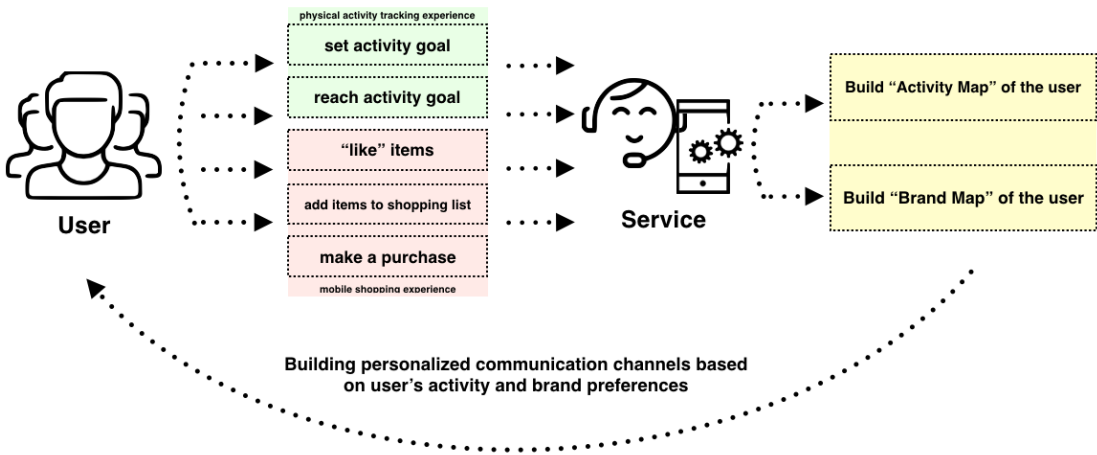 physical activity tracking experience
set activity goal
reach activity goal
“like” items
add items to shopping list
make a purchase
mobile shopping experience
User
Service
Build “Activity Map” of the user
Build “Brand Map” of the user
Building personalized communication channels based
on user’s activity and brand preferences